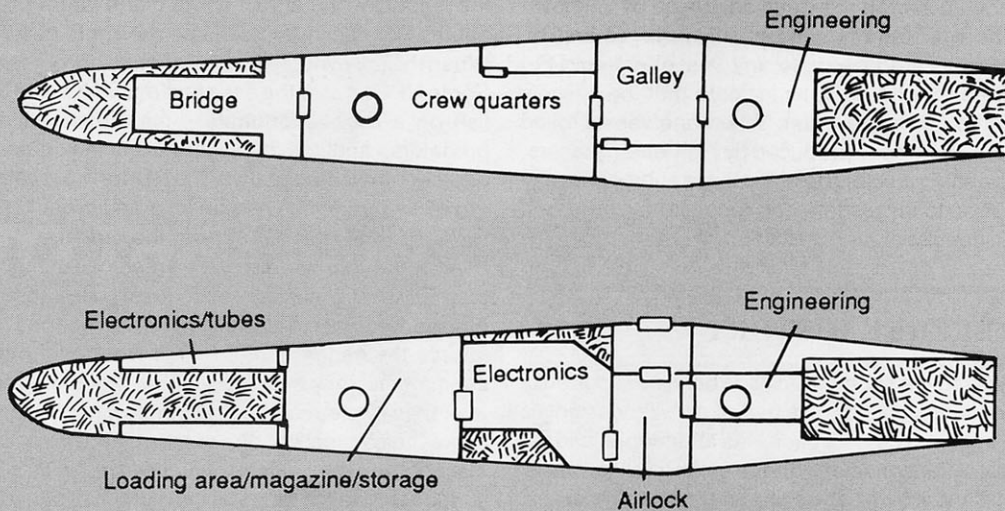 Engineering
Bridge
Crew quarters
Galley
Engineering
Electronics/tubes
Electronics
Loading area/magazine/storage
Airlock